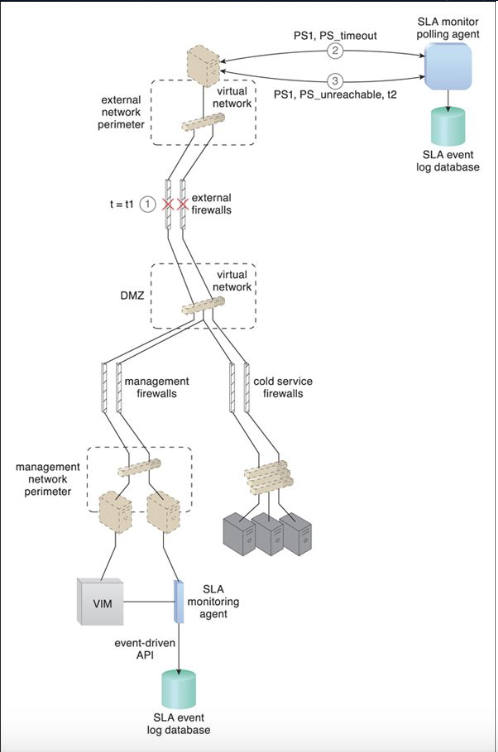 SLA monitor
polling agent
PS1, PS_timeout
2
3
PS1, PS_unreachable, t2
SLA event
log database
virtual
network
external
network
perimeter
t = t1
1
external
firewalls
virtual
network
DMZ
management
firewalls
cold service
firewalls
management
network
perimeter
VIM
SLA
monitoring
agent
event-driven
API
SLA event
log database